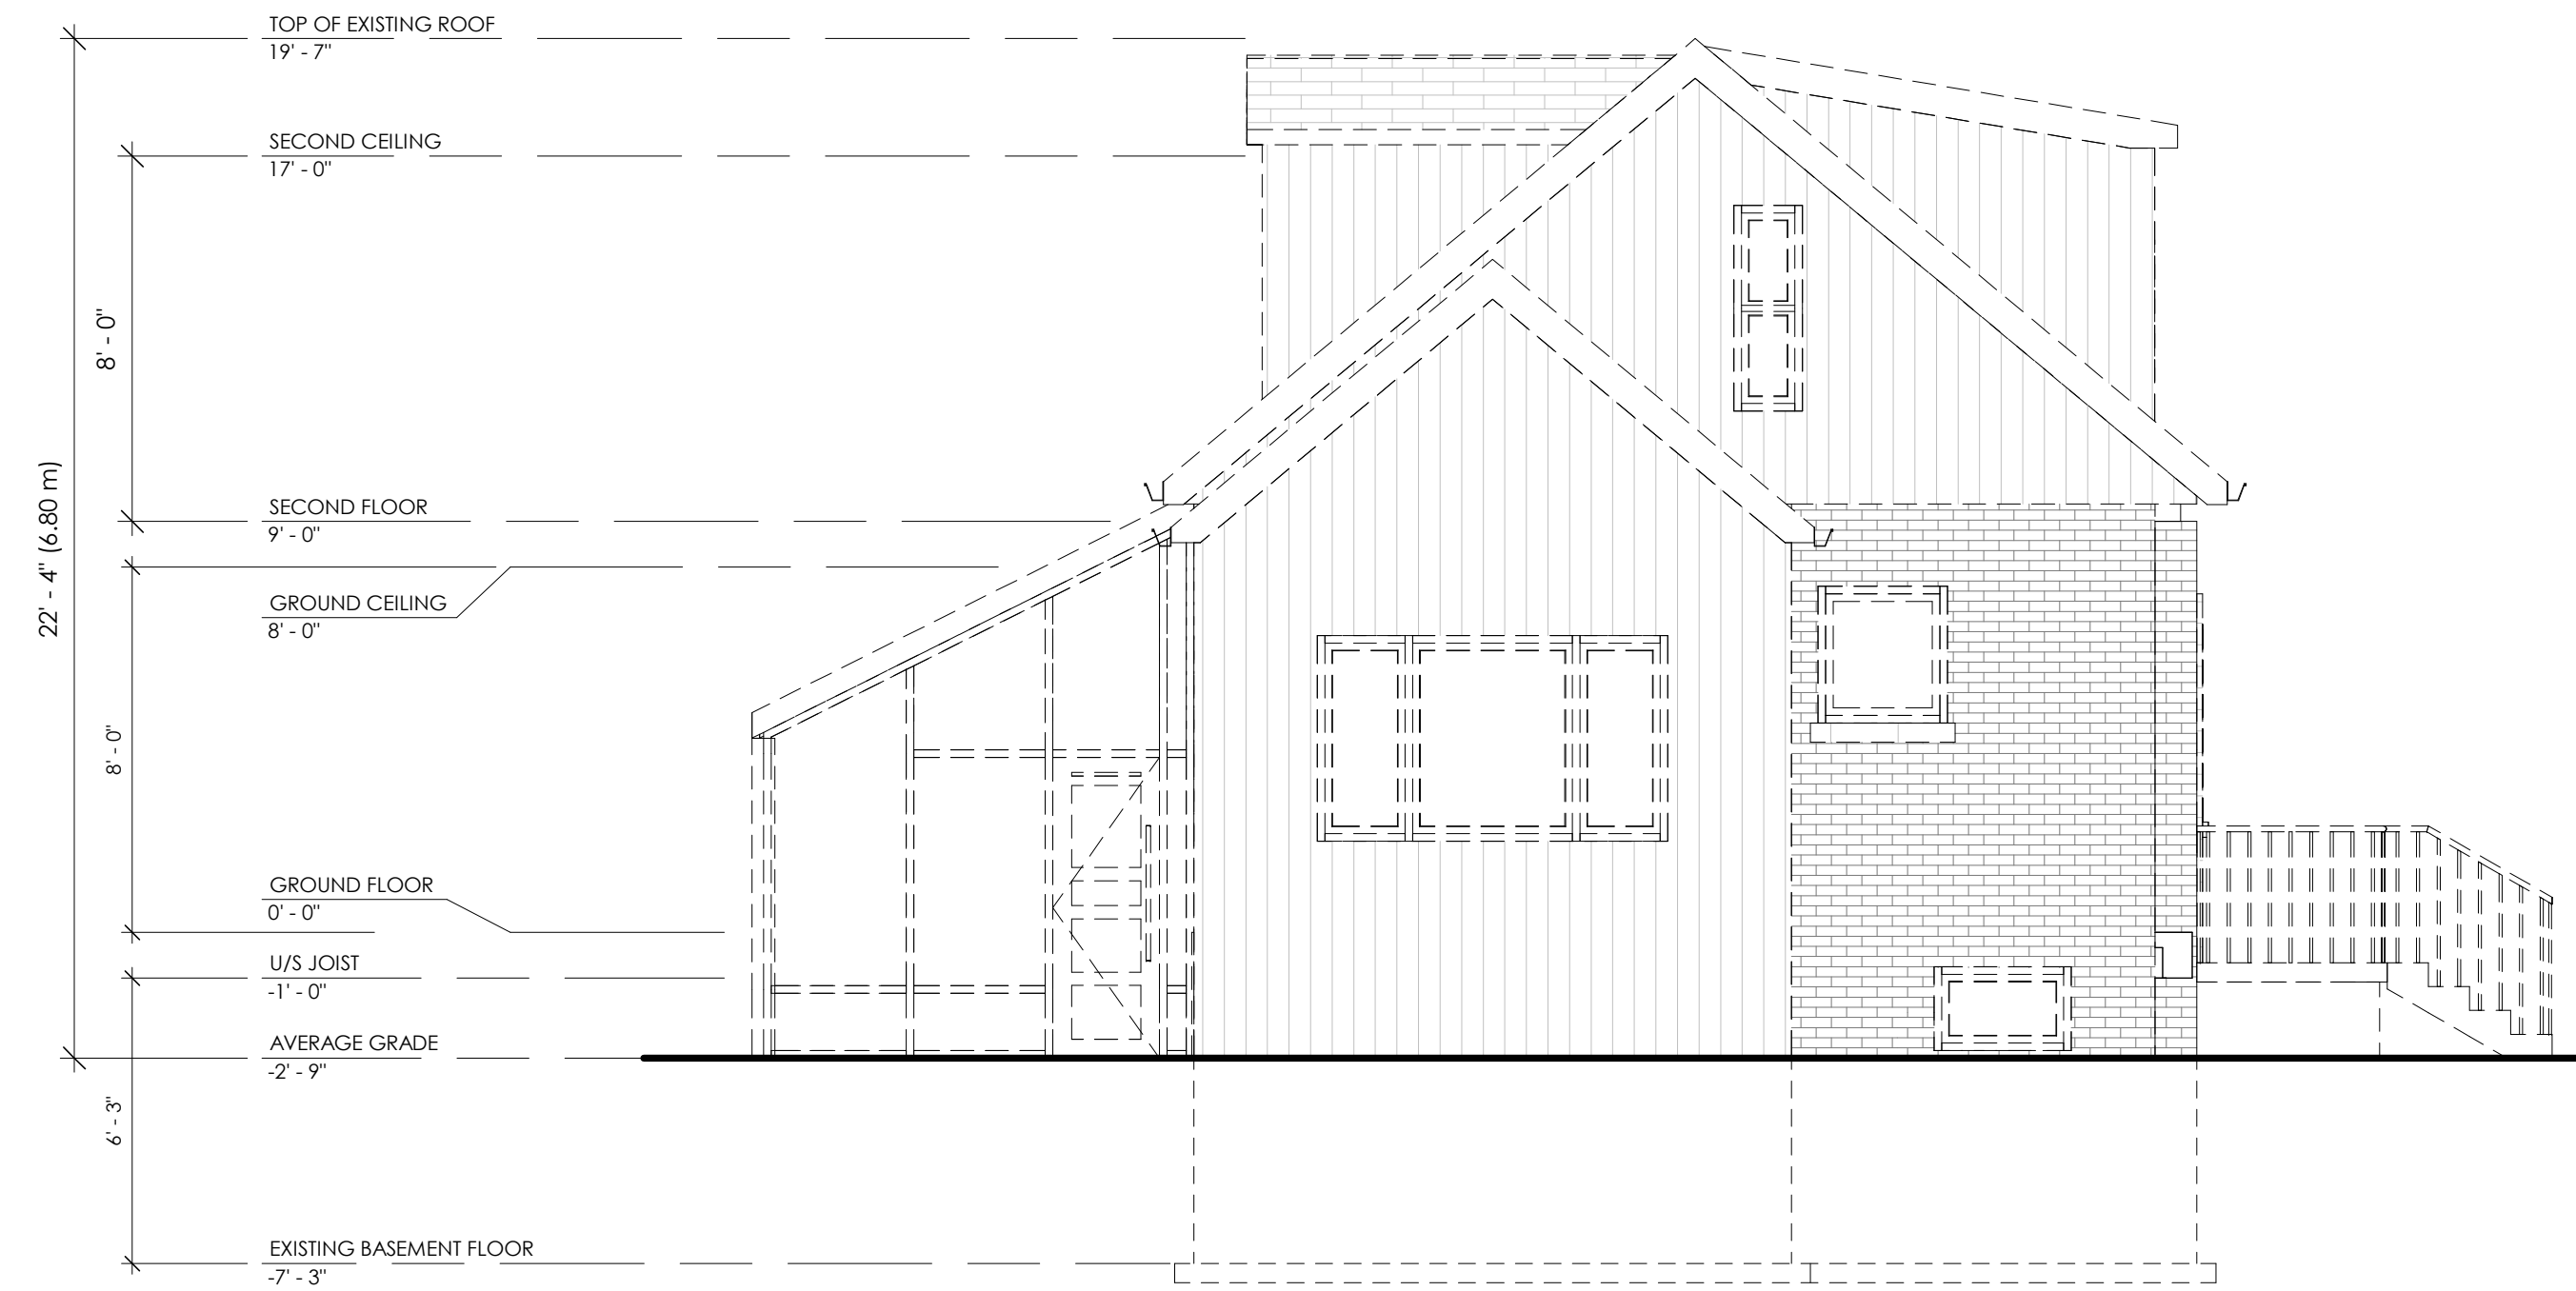 TOP OF EXISTING ROOF
19' - 7"
SECOND CEILING
17' - 0"
8' - 0"
22' - 4" (6.80 m)
SECOND FLOOR
9' - 0"
GROUND CEILING
8' - 0"
8' - 0"
GROUND FLOOR
0' - 0"
U/S JOIST
-1' - 0"
AVERAGE GRADE
-2' - 9"
6' - 3"
EXISTING BASEMENT FLOOR
-7' - 3"